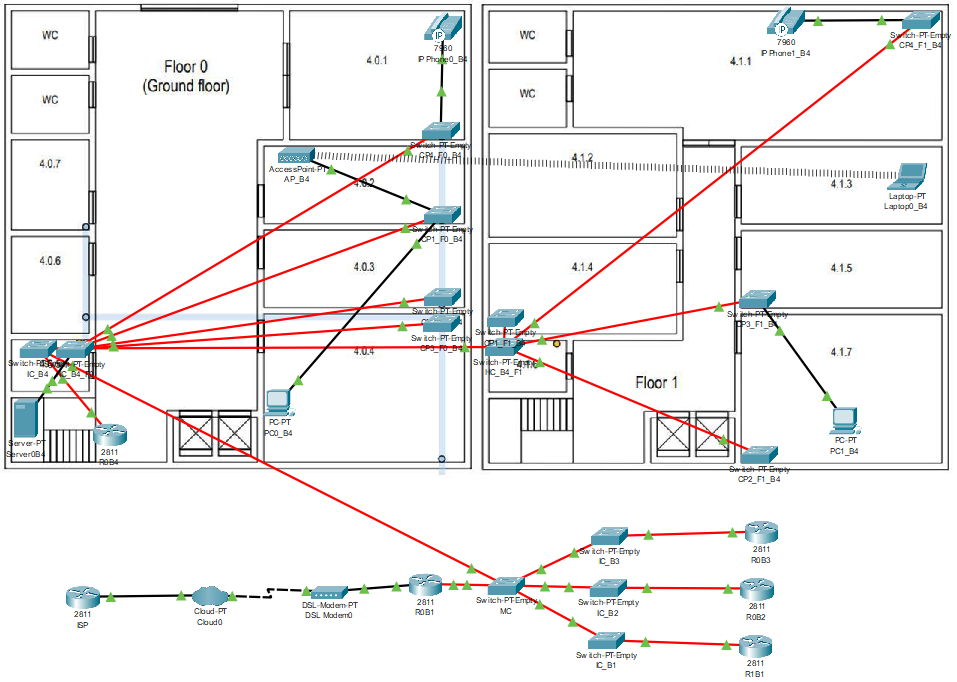 WC
WC
4.0.7
4.0.6
Floor 0
(Ground floor)
4.0.1
7960
IP Phone0_B4
Switch-PT-Empty
CP4_F0_B4
AccessPoint-PT
AP_B4
4.0.2
Switch-PT-Empty
CP1_F0_B4
4.0.3
Switch-PT-Empty
Switch-PT-Empty
CP3_F0_B4
4.0.4
IC_B4
Switch-PT-Empty
Server-PT
Server0B4
2811
R0B4
PC-PT
PC0_B4
WC
WC
4.1.1
7960
IP Phone1_B4
Switch-PT-Empty
CP4_F1_B4
4.1.2
4.1.3
Laptop-PT
Laptop0_B4
4.1.4
4.1.5
Switch-PT-Empty
Switch-PT-Empty
HC_B4_F1
Switch-PT-Empty
CP3_F1_B4
4.1.7
Floor 1
PC-PT
PC1_B4
Switch-PT-Empty
CP2_F1_B4
2811
ISP
Cloud-PT
Cloud0
DSL-Modem-PT
DSL Modem0
2811
R0B1
Switch-PT-Empty
MC
Switch-PT-Empty
IC_B3
2811
R0B3
Switch-PT-Empty
IC_B2
2811
R0B2
Switch-PT-Empty
IC_B1
2811
R1B1